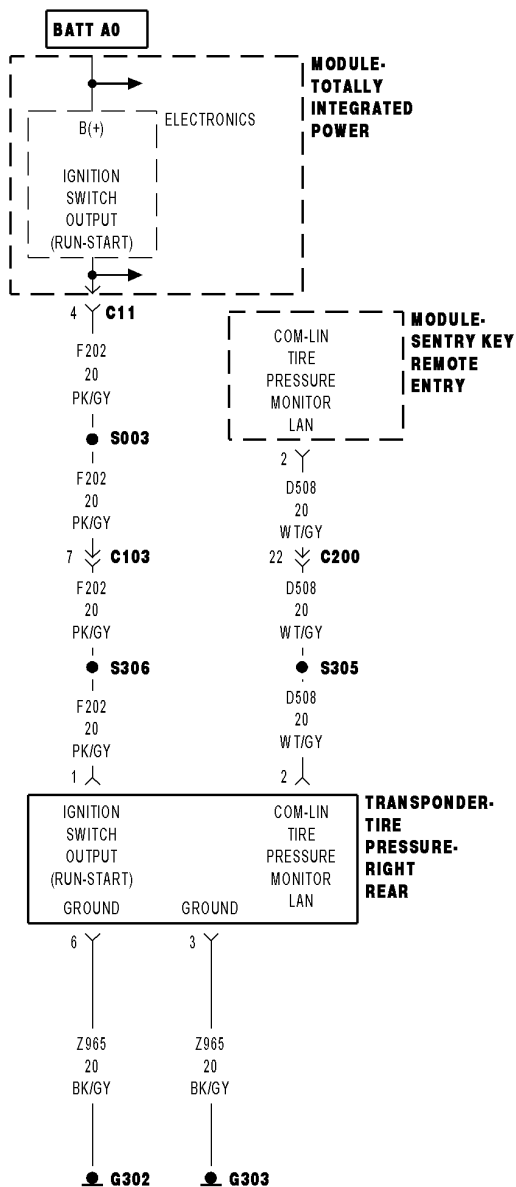 BATT A0
MODULE-
TOTALLY
INTEGRATED
POWER
ELECTRONICS
B(+)
IGNITION
SWITCH
OUTPUT
(RUN-START)
4 C11
F202
20
PK/GY
S003
F202
20
PK/GY
7 C103
F202
20
PK/GY
S306
F202
20
PK/GY
1
MODULE-
SENTRY KEY
REMOTE
ENTRY
COM-LIN
TIRE
PRESSURE
MONITOR
LAN
2
D508
20
WT/GY
22 C200
D508
20
WT/GY
S305
D508
20
WT/GY
2
TRANSPONDER-
TIRE
PRESSURE-
RIGHT
REAR
IGNITION
SWITCH
OUTPUT
(RUN-START)
COM-LIN
TIRE
PRESSURE
MONITOR
LAN
GROUND
GROUND
6
Z965
20
BK/GY
G302
3
Z965
20
BK/GY
G303